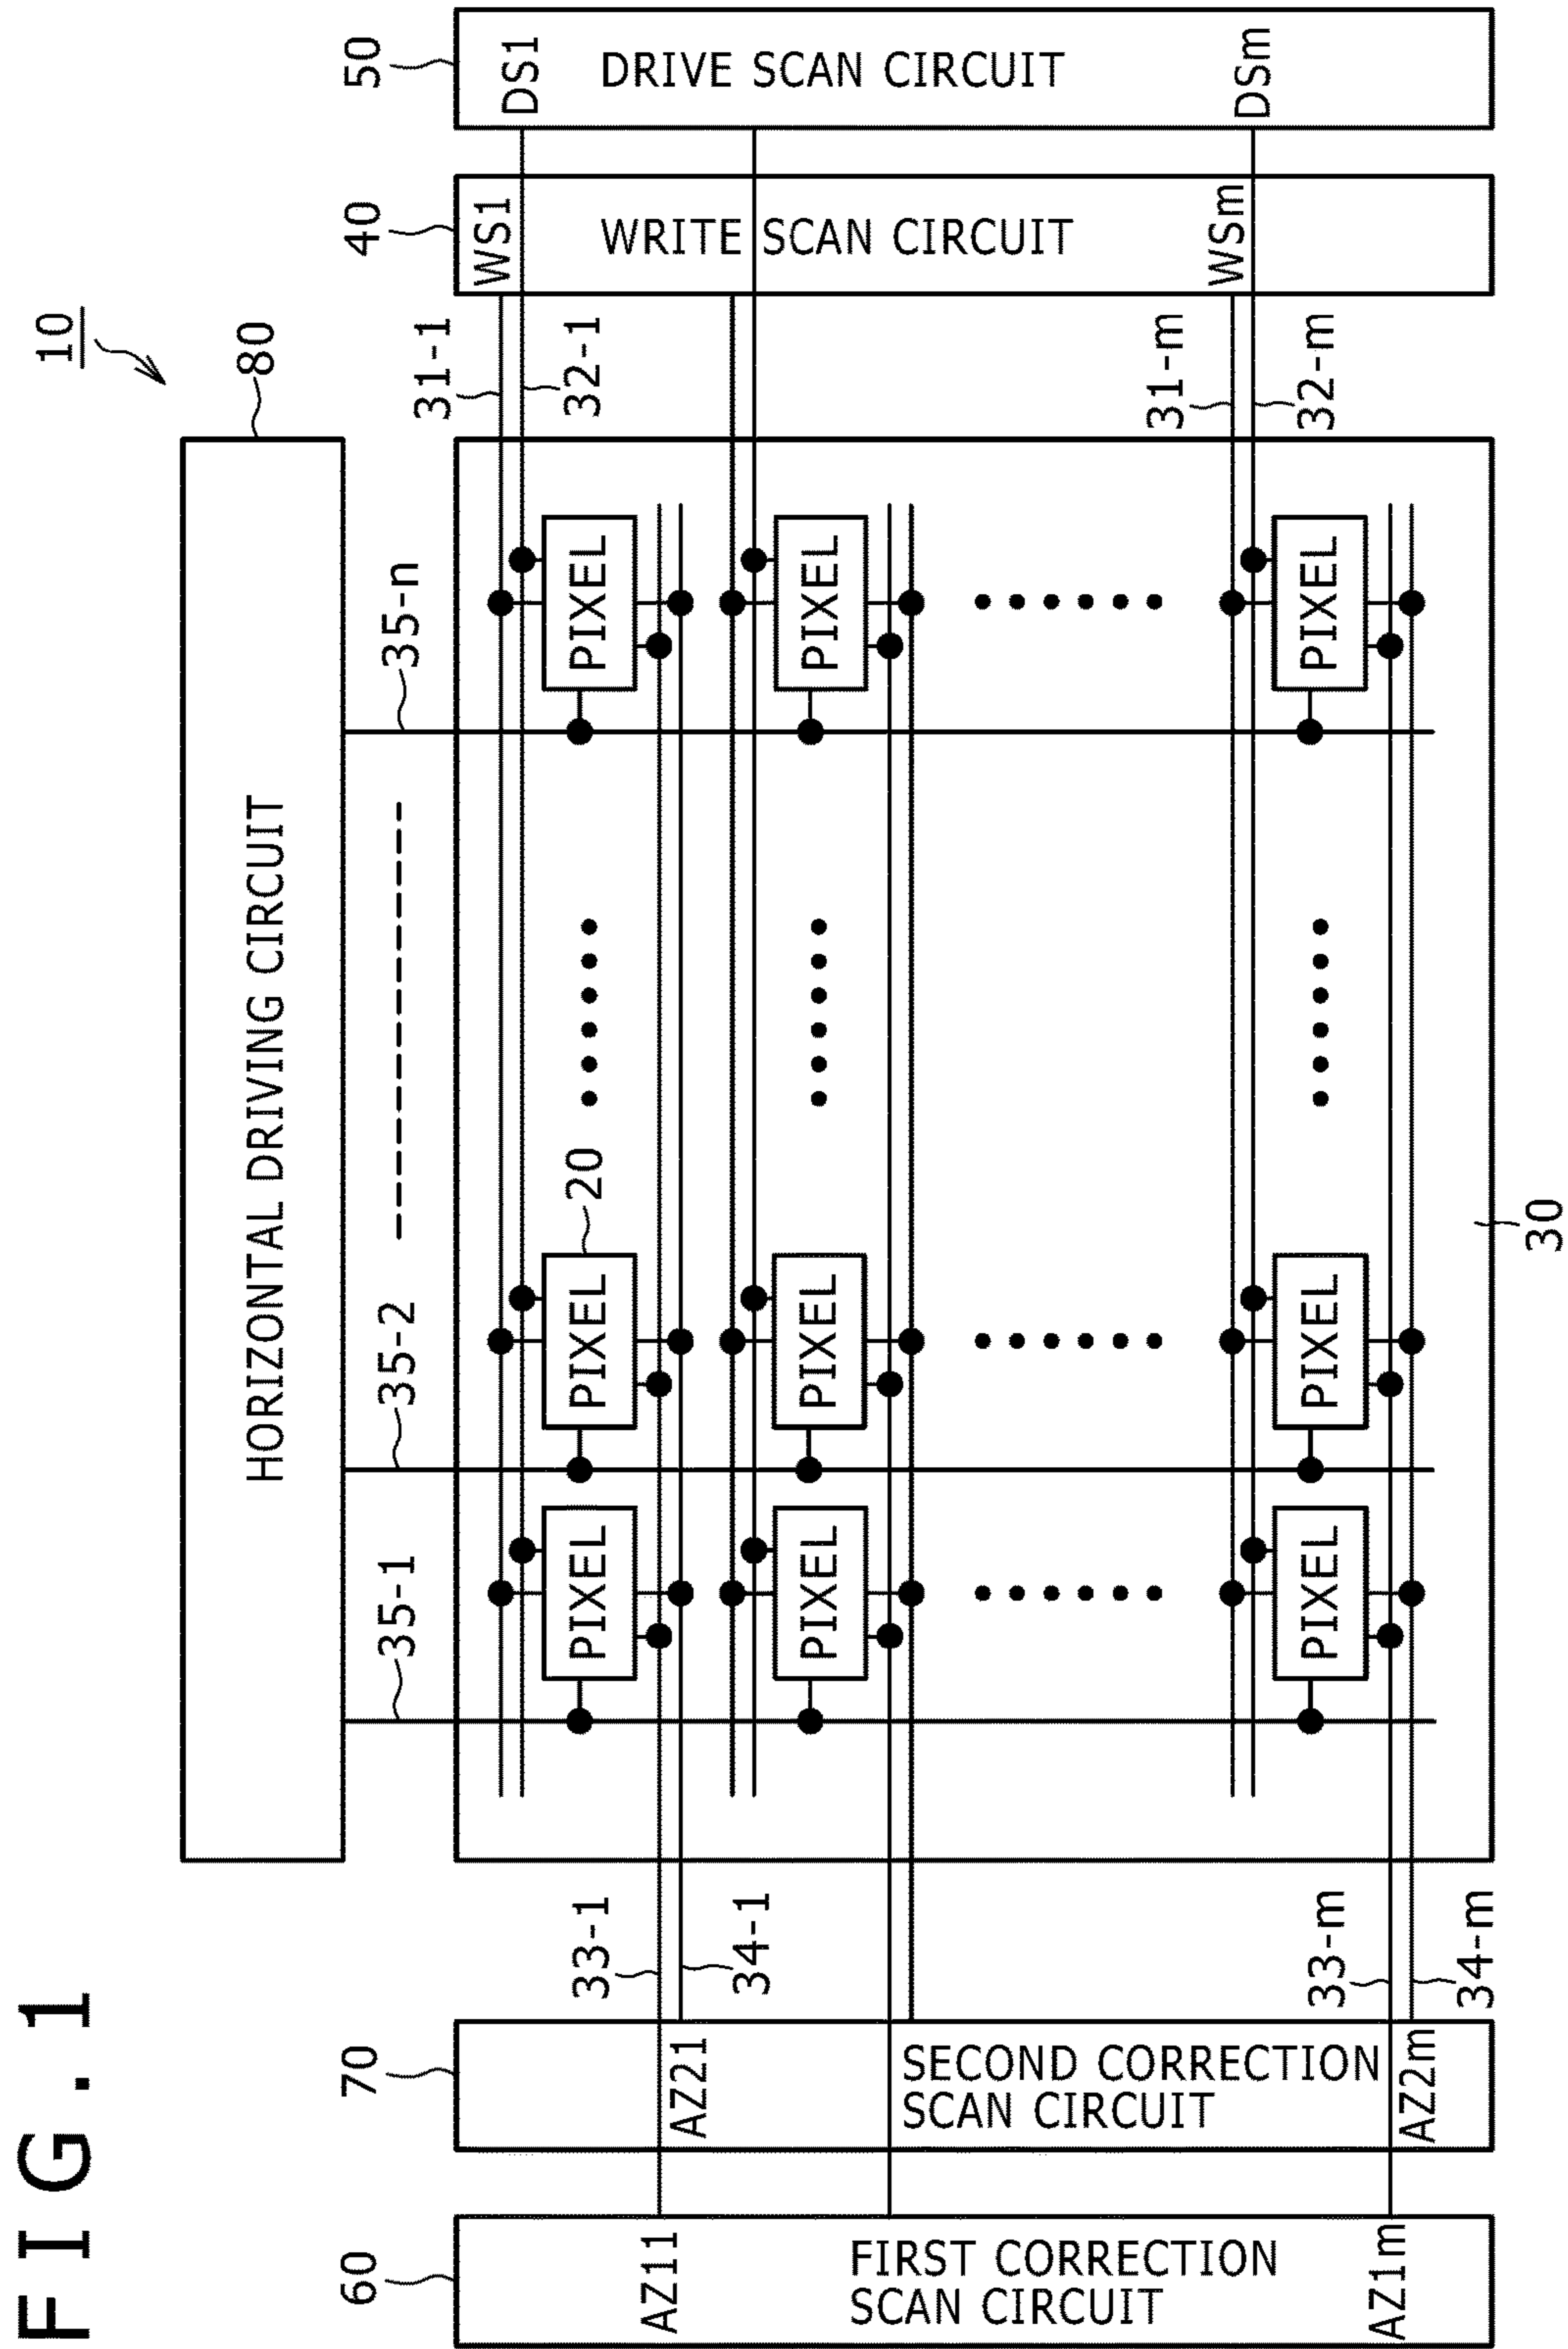 FIG.1
10
80
HORIZONTAL DRIVING CIRCUIT
35-1
35-2
35-n
60
70
40
50
WS1
DS1
31-1
32-1
PIXEL
PIXEL
PIXEL
20
33-1
34-1
AZ11
AZ21
PIXEL
PIXEL
PIXEL
FIRST CORRECTION
SCAN CIRCUIT
SECOND CORRECTION
SCAN CIRCUIT
WRITE SCAN CIRCUIT
DRIVE SCAN CIRCUIT
WSm
DSm
31-m
32-m
PIXEL
PIXEL
PIXEL
33-m
34-m
AZ1m
AZ2m
30